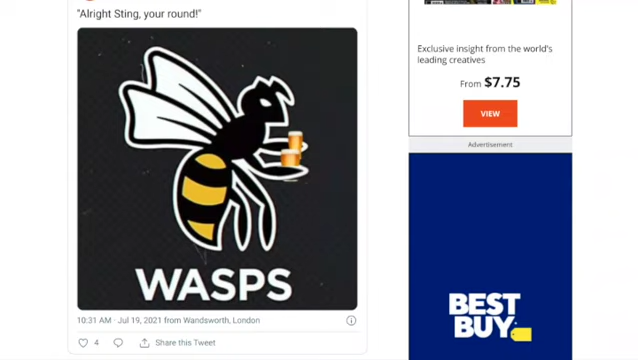 "Alright Sting, your round!"
WASPS
10:31 AM · Jul 19, 2021 from Wandsworth, London
4
Share this Tweet
Exclusive insight from the world's
leading creatives
From $7.75
VIEW
Advertisement
BEST
BUY